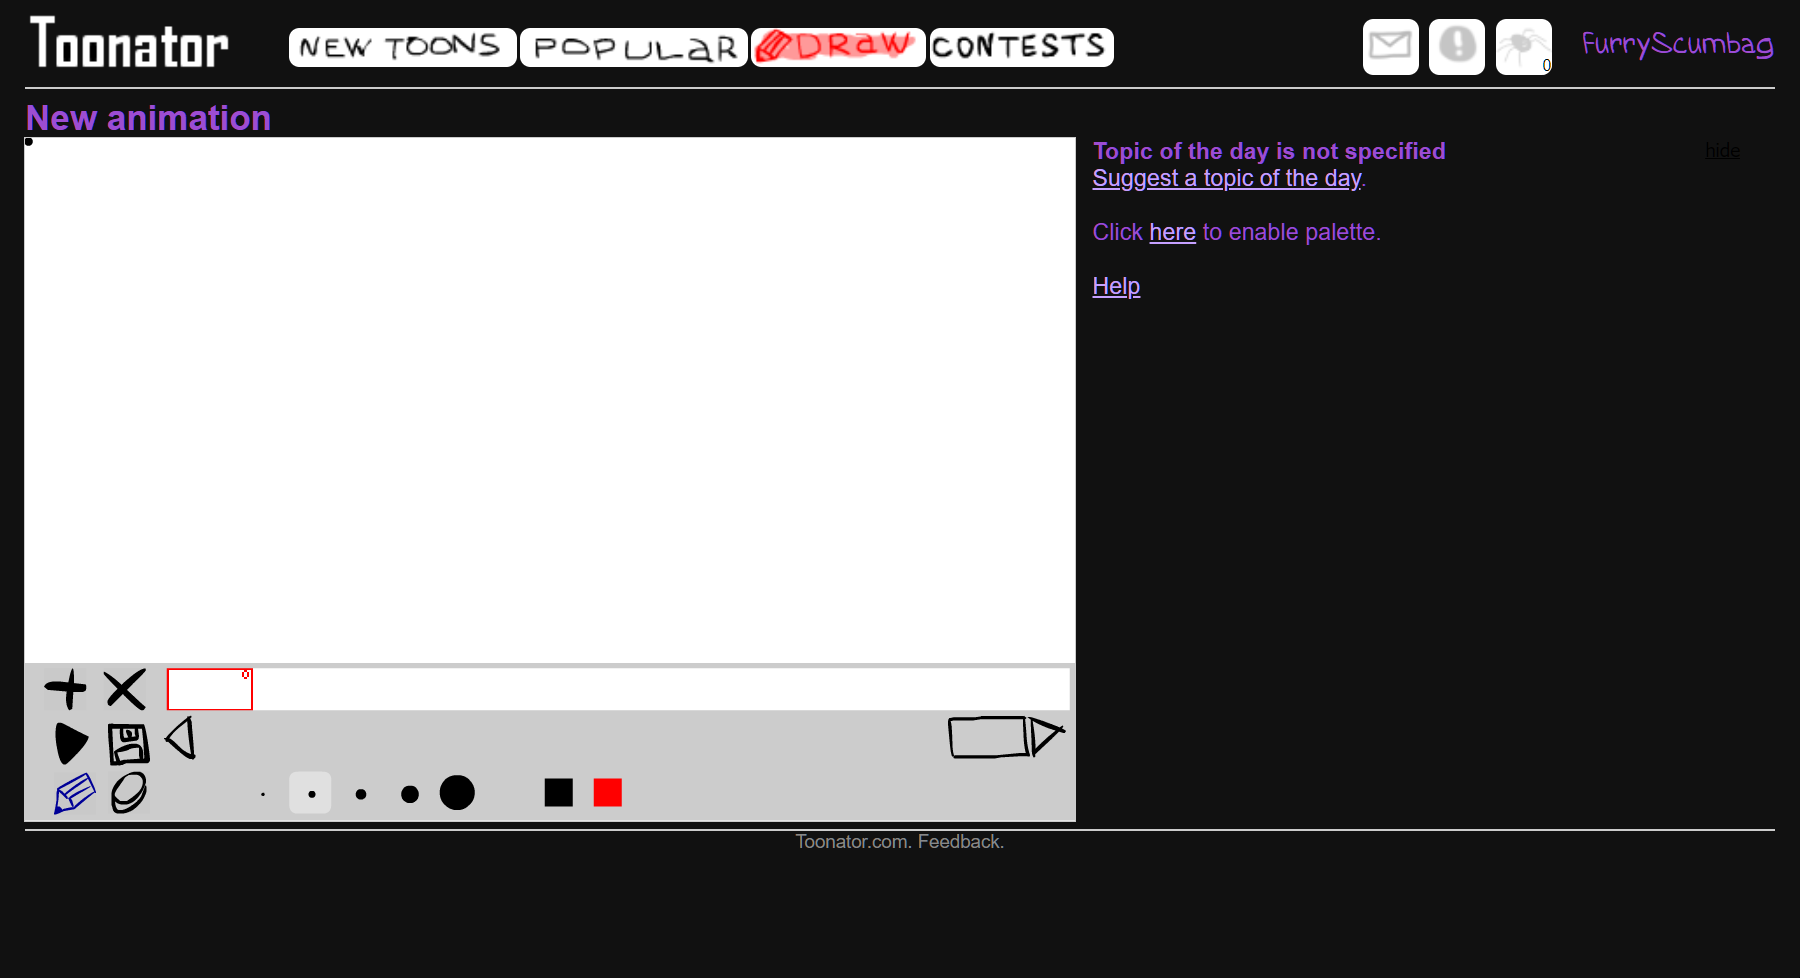 Toonator
NEW TOONS
POPULAR
DRAW
CONTESTS
0
FurryScumbag
New animation
Topic of the day is not specified
hide
Suggest a topic of the day.
Click here to enable palette.
Help
0
Toonator.com. Feedback.